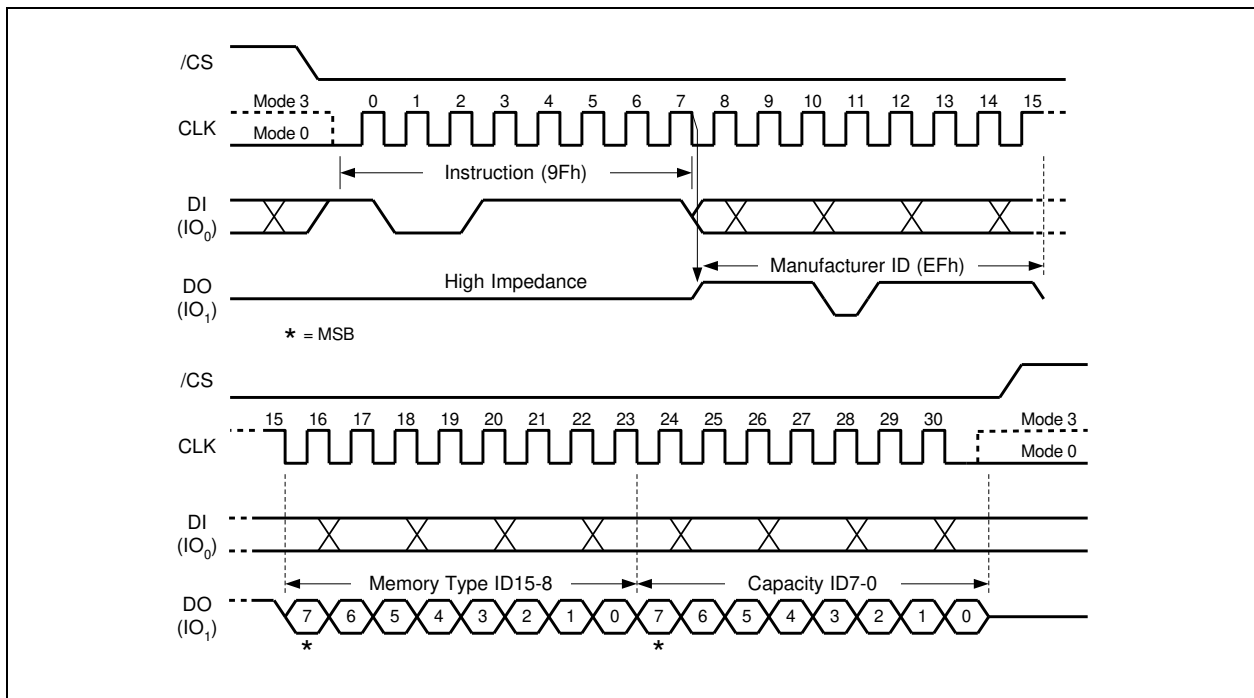 /CS
Mode 3 0 1 2 3 4 5 6 7 8 9 10 11 12 13 14 15
CLK
Mode 0
Instruction (9Fh)
DI
(IO0)
Manufacturer ID (EFh)
High Impedance
DO
(IO1)
* = MSB
/CS
15 16 17 18 19 20 21 22 23 24 25 26 27 28 29 30 Mode 3
CLK
Mode 0
DI
(IO0)
Memory Type ID15-8 Capacity ID7-0
DO
(IO1)
7 6 5 4 3 2 1 0 7 6 5 4 3 2 1 0
* *